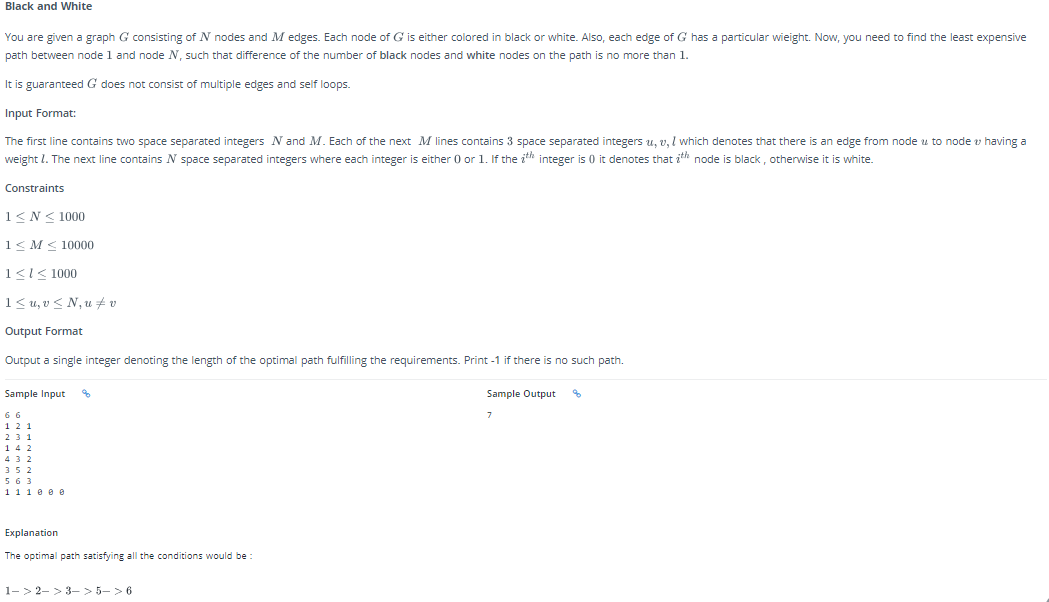 Black and White
You are given a graph G consisting of N nodes and M edges. Each node of G is either colored in black or white. Also, each edge of G has a particular wieight. Now, you need to find the least expensive
path between node 1 and node N, such that difference of the number of black nodes and white nodes on the path is no more than 1.
It is guaranteed G does not consist of multiple edges and self loops.
Input Format:
The first line contains two space separated integers N and M. Each of the next M lines contains 3 space separated integers u, v, l which denotes that there is an edge from node u to node v having a
weight l. The next line contains N space separated integers where each integer is either 0 or 1. If the i^th integer is 0 it denotes that i^th node is black , otherwise it is white.
Constraints
1 ≤ N ≤ 1000
1 ≤ M ≤ 10000
1 ≤ l ≤ 1000
1 ≤ u, v ≤ N, u ≠ v
Output Format
Output a single integer denoting the length of the optimal path fulfilling the requirements. Print -1 if there is no such path.
Sample Input
6 6
1 2 1
2 3 1
1 4 2
4 3 2
3 5 2
5 6 3
1 1 1 0 0 0
Sample Output
7
Explanation
The optimal path satisfying all the conditions would be :
1− > 2− > 3− > 5− > 6